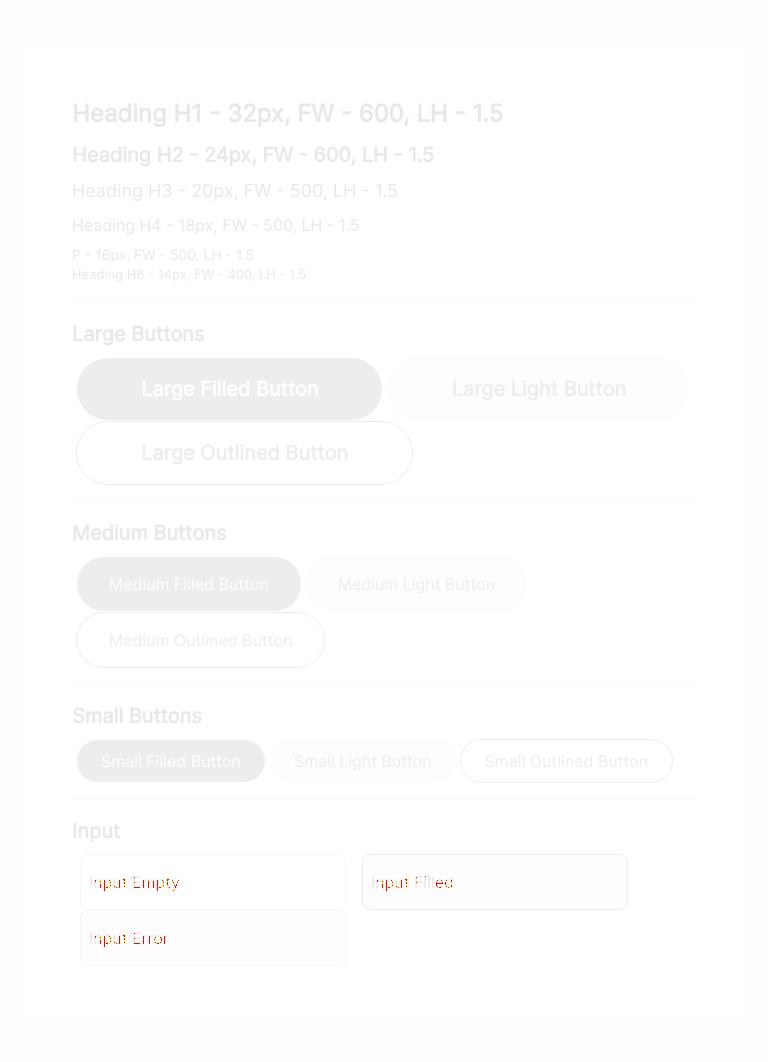 Heading H1 - 32px, FW - 600, LH - 1.5
Heading H2 - 24px, FW - 600, LH - 1.5
Heading H3 - 20px, FW - 500, LH - 1.5
Heading H4 - 18px, FW - 500, LH - 1.5
P - 16px, FW - 500, LH - 1.5
Heading H6 - 14px, FW - 400, LH - 1.5
Large Buttons
Large Filled Button
Large Light Button
Large Outlined Button
Medium Buttons
Medium Filled Button
Medium Light Button
Medium Outlined Button
Small Buttons
Small Filled Button
Small Light Button
Small Outlined Button
Input
Input Empty
Input Filled
Input Error